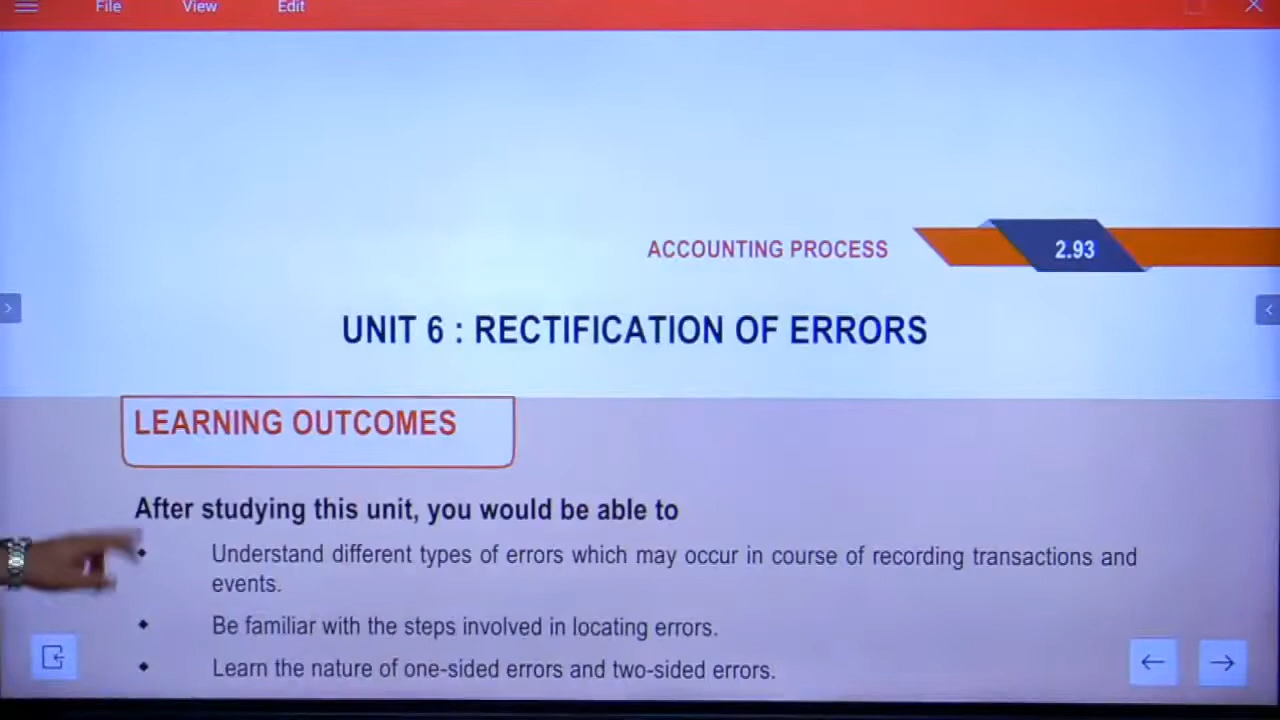 File View Edit
ACCOUNTING PROCESS 2.93
UNIT 6 : RECTIFICATION OF ERRORS
LEARNING OUTCOMES
After studying this unit, you would be able to
Understand different types of errors which may occur in course of recording transactions and
events.
Be familiar with the steps involved in locating errors.
Learn the nature of one-sided errors and two-sided errors.